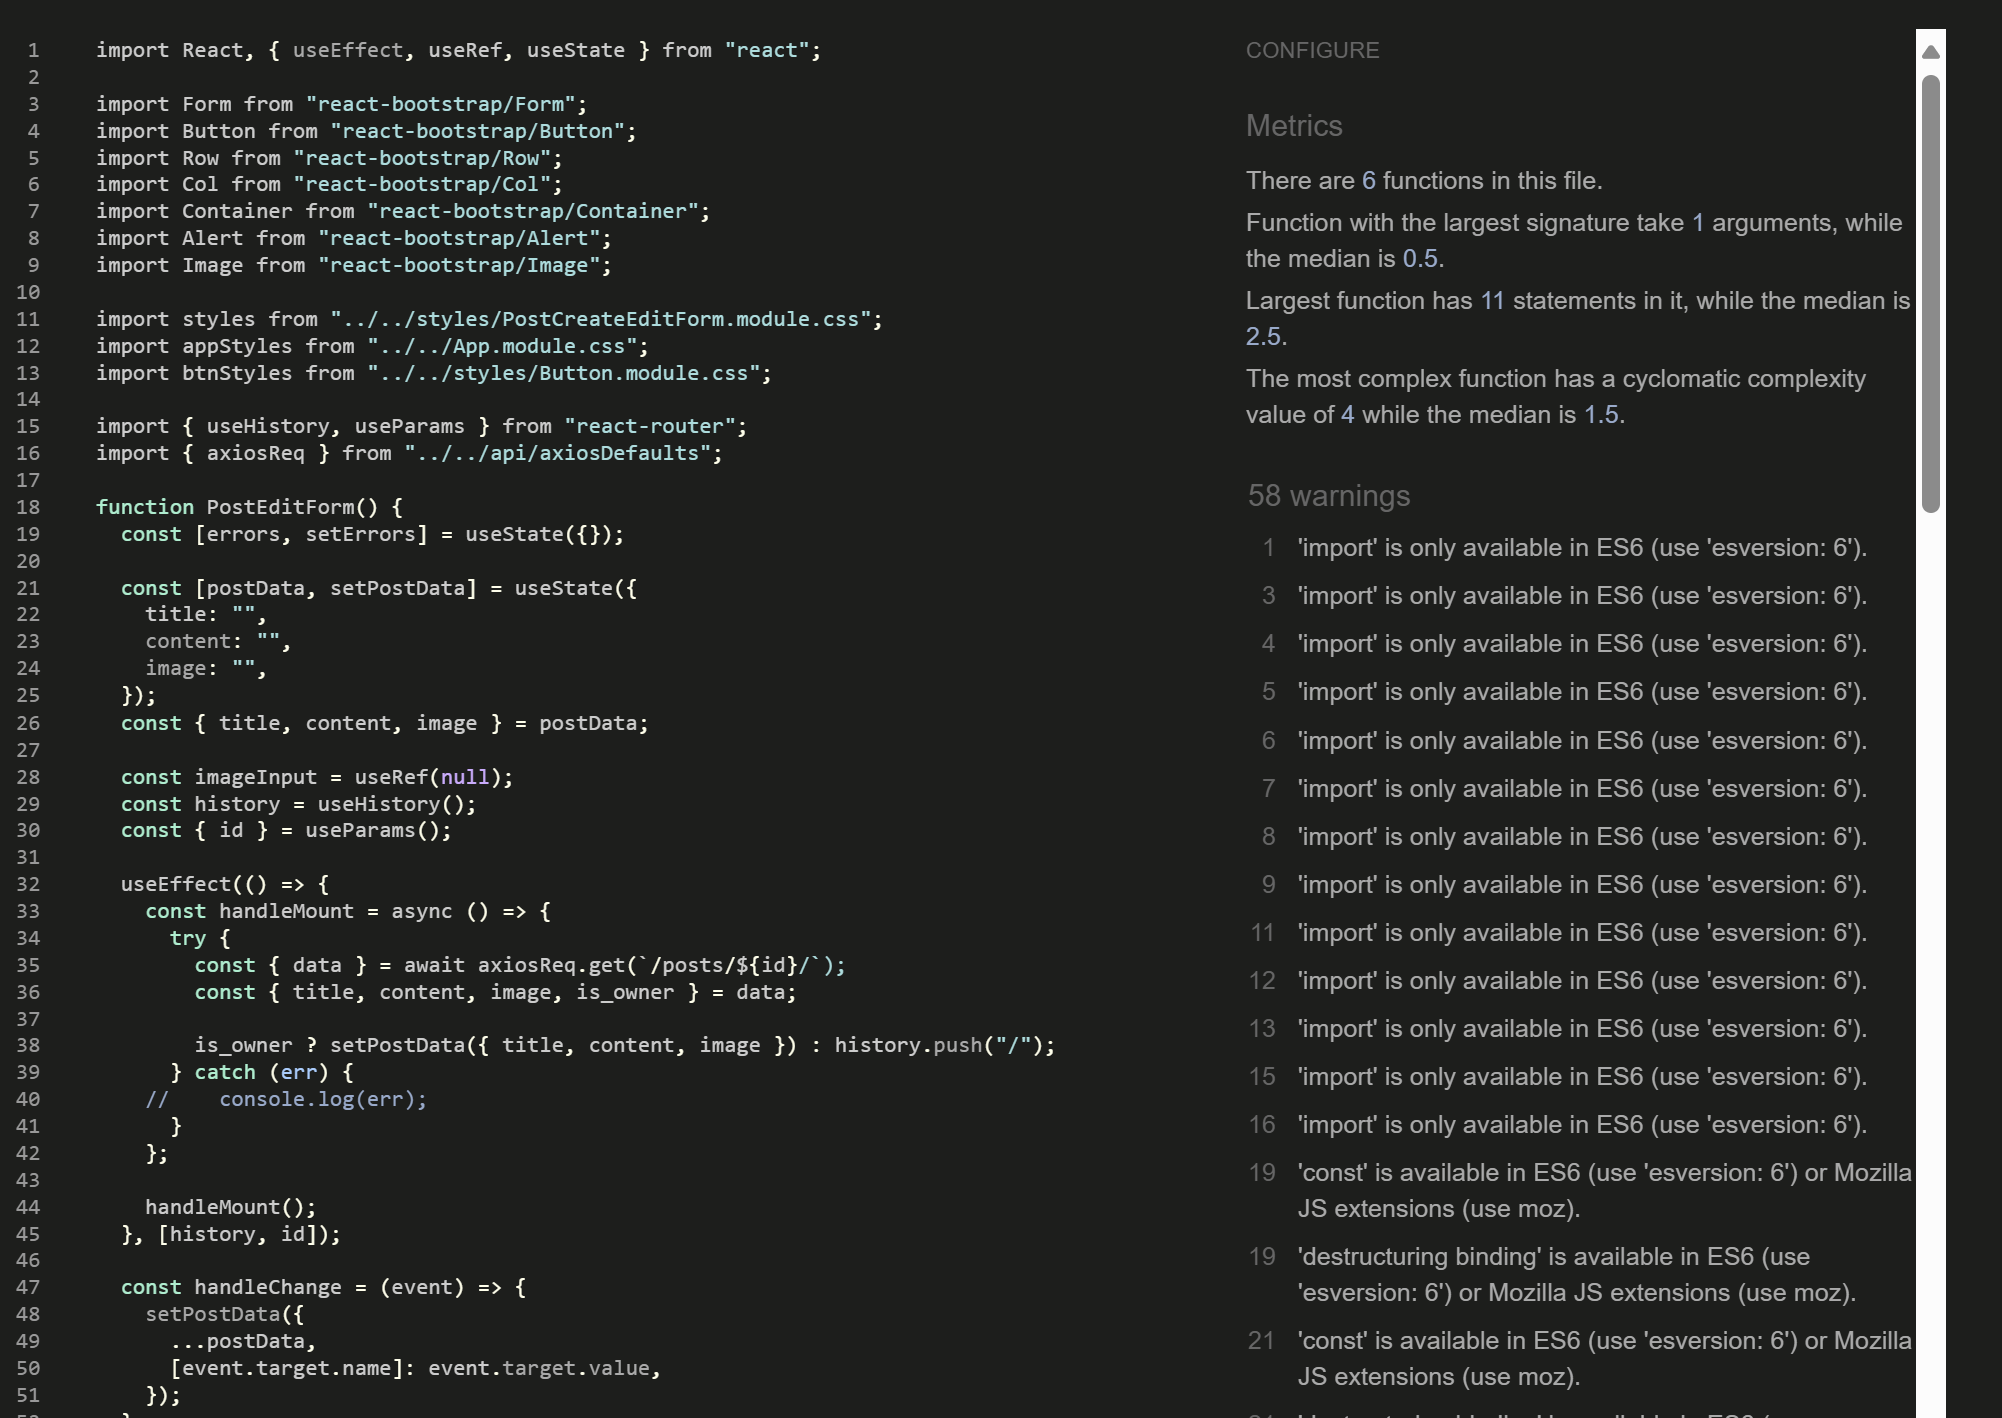 1 import React, { useEffect, useRef, useState } from "react";
2
3 import Form from "react-bootstrap/Form";
4 import Button from "react-bootstrap/Button";
5 import Row from "react-bootstrap/Row";
6 import Col from "react-bootstrap/Col";
7 import Container from "react-bootstrap/Container";
8 import Alert from "react-bootstrap/Alert";
9 import Image from "react-bootstrap/Image";
10
11 import styles from "../../styles/PostCreateEditForm.module.css";
12 import appStyles from "../../App.module.css";
13 import btnStyles from "../../styles/Button.module.css";
14
15 import { useHistory, useParams } from "react-router";
16 import { axiosReq } from "../../api/axiosDefaults";
17
18 function PostEditForm() {
19   const [errors, setErrors] = useState({});
20
21   const [postData, setPostData] = useState({
22     title: "",
23     content: "",
24     image: "",
25   });
26   const { title, content, image } = postData;
27
28   const imageInput = useRef(null);
29   const history = useHistory();
30   const { id } = useParams();
31
32   useEffect(() => {
33     const handleMount = async () => {
34       try {
35         const { data } = await axiosReq.get(`/posts/${id}/`);
36         const { title, content, image, is_owner } = data;
37
38         is_owner ? setPostData({ title, content, image }) : history.push("/");
39       } catch (err) {
40     //    console.log(err);
41       }
42     };
43
44     handleMount();
45   }, [history, id]);
46
47   const handleChange = (event) => {
48     setPostData({
49       ...postData,
50       [event.target.name]: event.target.value,
51     });
CONFIGURE
Metrics
There are 6 functions in this file.
Function with the largest signature take 1 arguments, while
the median is 0.5.
Largest function has 11 statements in it, while the median is
2.5.
The most complex function has a cyclomatic complexity
value of 4 while the median is 1.5.
58 warnings
1 'import' is only available in ES6 (use 'esversion: 6').
3 'import' is only available in ES6 (use 'esversion: 6').
4 'import' is only available in ES6 (use 'esversion: 6').
5 'import' is only available in ES6 (use 'esversion: 6').
6 'import' is only available in ES6 (use 'esversion: 6').
7 'import' is only available in ES6 (use 'esversion: 6').
8 'import' is only available in ES6 (use 'esversion: 6').
9 'import' is only available in ES6 (use 'esversion: 6').
11 'import' is only available in ES6 (use 'esversion: 6').
12 'import' is only available in ES6 (use 'esversion: 6').
13 'import' is only available in ES6 (use 'esversion: 6').
15 'import' is only available in ES6 (use 'esversion: 6').
16 'import' is only available in ES6 (use 'esversion: 6').
19 'const' is available in ES6 (use 'esversion: 6') or Mozilla
JS extensions (use moz).
19 'destructuring binding' is available in ES6 (use
'esversion: 6') or Mozilla JS extensions (use moz).
21 'const' is available in ES6 (use 'esversion: 6') or Mozilla
JS extensions (use moz).